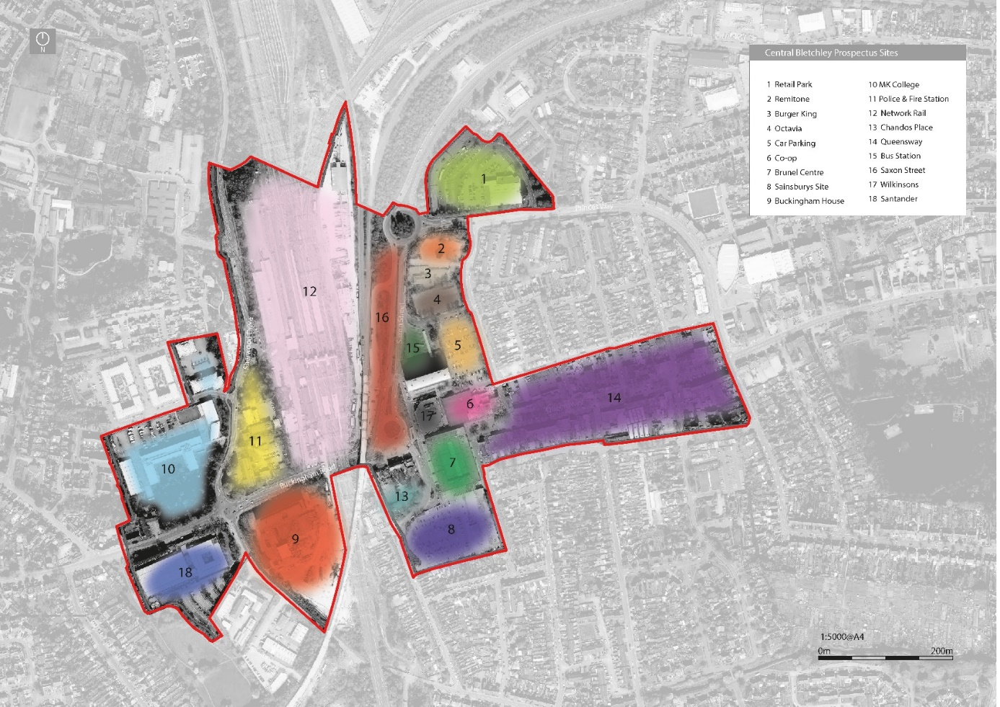 N
Central Bletchley Prospectus Sites
1 Retail Park
2 Remitone
3 Burger King
4 Octavia
5 Car Parking
6 Co-op
7 Brunel Centre
8 Sainsburys Site
9 Buckingham House
10 MK College
11 Police & Fire Station
12 Network Rail
13 Chandos Place
14 Queensway
15 Bus Station
16 Saxon Street
17 Wilkinsons
18 Santander
1
Princes Way
2
3
4
12
16
5
15
Sherwood Drive
6
14
17
11
10
7
Buckingham Road
13
8
9
18
1:5000@A4
0m 200m